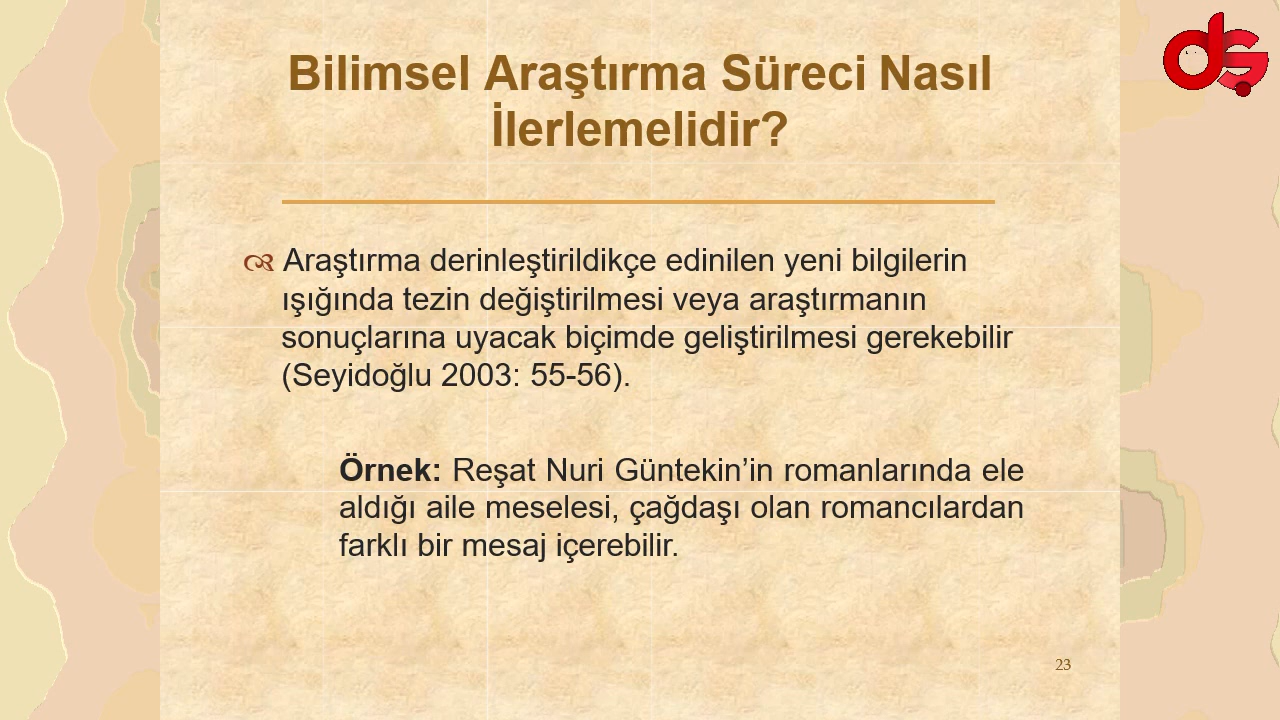 Bilimsel Araştırma Süreci Nasıl
İlerlemelidir?
Araştırma derinleştirildikçe edinilen yeni bilgilerin
ışığında tezin değiştirilmesi veya araştırmanın
sonuçlarına uyacak biçimde geliştirilmesi gerekebilir
(Seyidoğlu 2003: 55-56).
Örnek: Reşat Nuri Güntekin’in romanlarında ele
aldığı aile meselesi, çağdaşı olan romancılardan
farklı bir mesaj içerebilir.
23